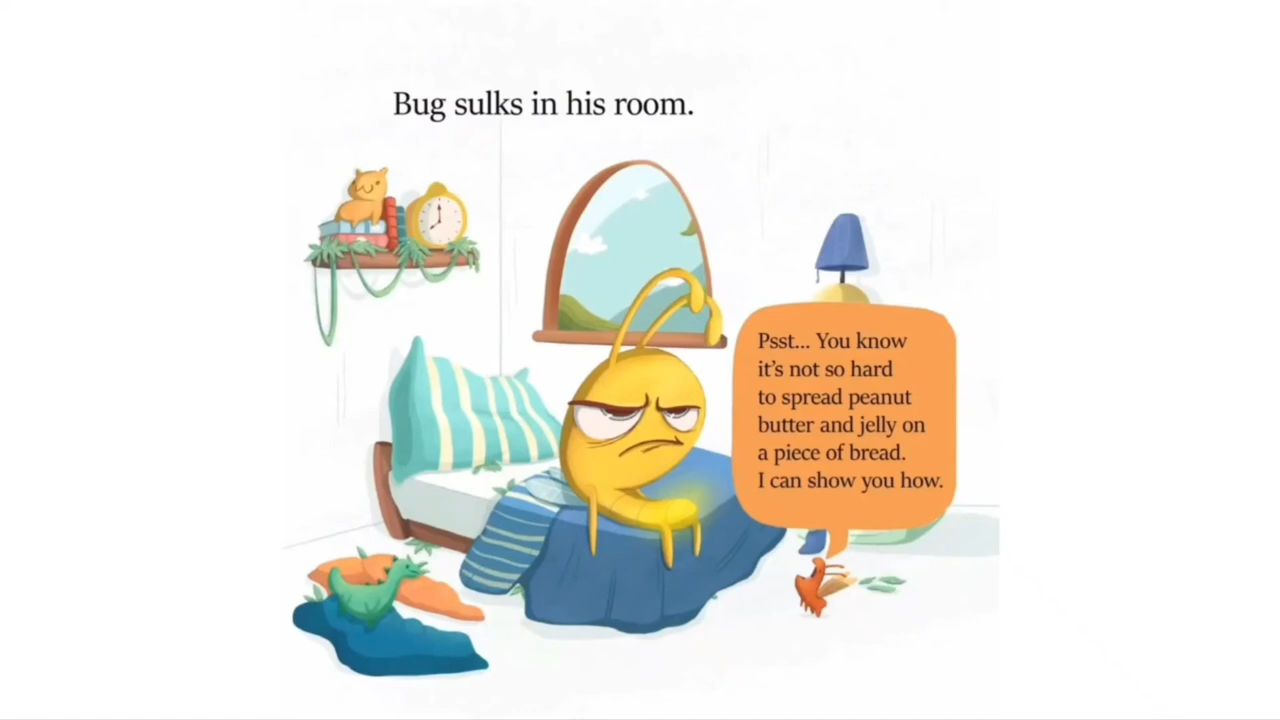 Bug sulks in his room.
Psst... You know
it’s not so hard
to spread peanut
butter and jelly on
a piece of bread.
I can show you how.